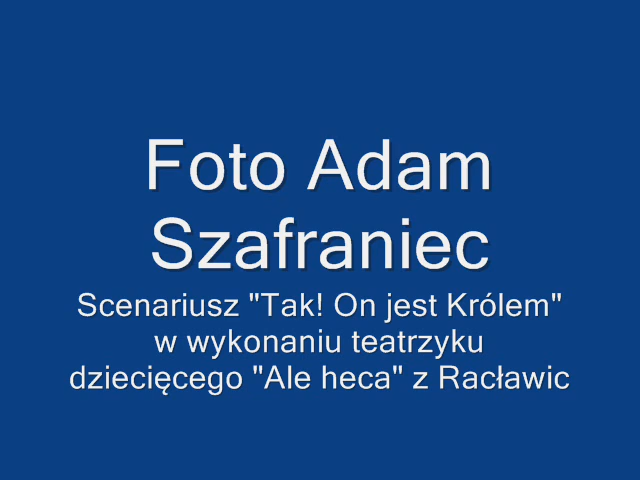 Foto Adam
Szafraniec
Scenariusz "Tak! On jest Królem"
w wykonaniu teatrzyku
dziecięcego "Ale heca" z Racławic